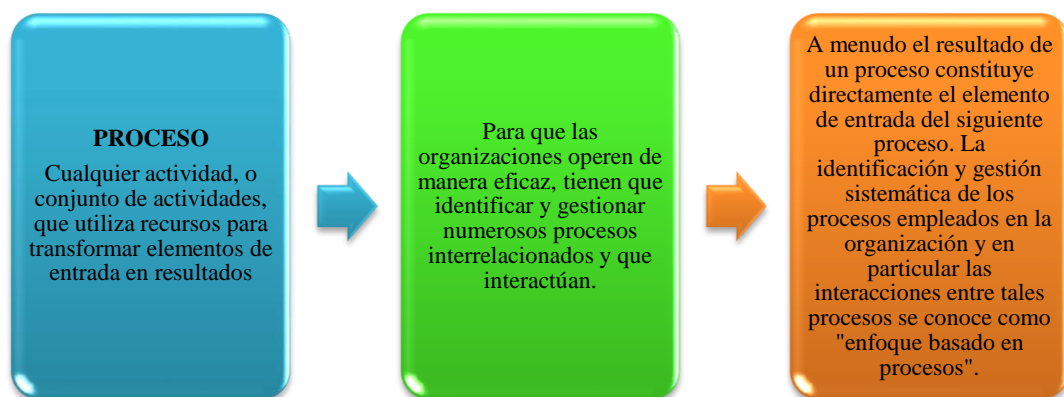 PROCESO
Cualquier actividad, o
conjunto de actividades,
que utiliza recursos para
transformar elementos de
entrada en resultados
Para que las
organizaciones operen de
manera eficaz, tienen que
identificar y gestionar
numerosos procesos
interrelacionados y que
interactúan.
A menudo el resultado de
un proceso constituye
directamente el elemento
de entrada del siguiente
proceso. La
identificación y gestión
sistemática de los
procesos empleados en la
organización y en
particular las
interacciones entre tales
procesos se conoce como
"enfoque basado en
procesos".